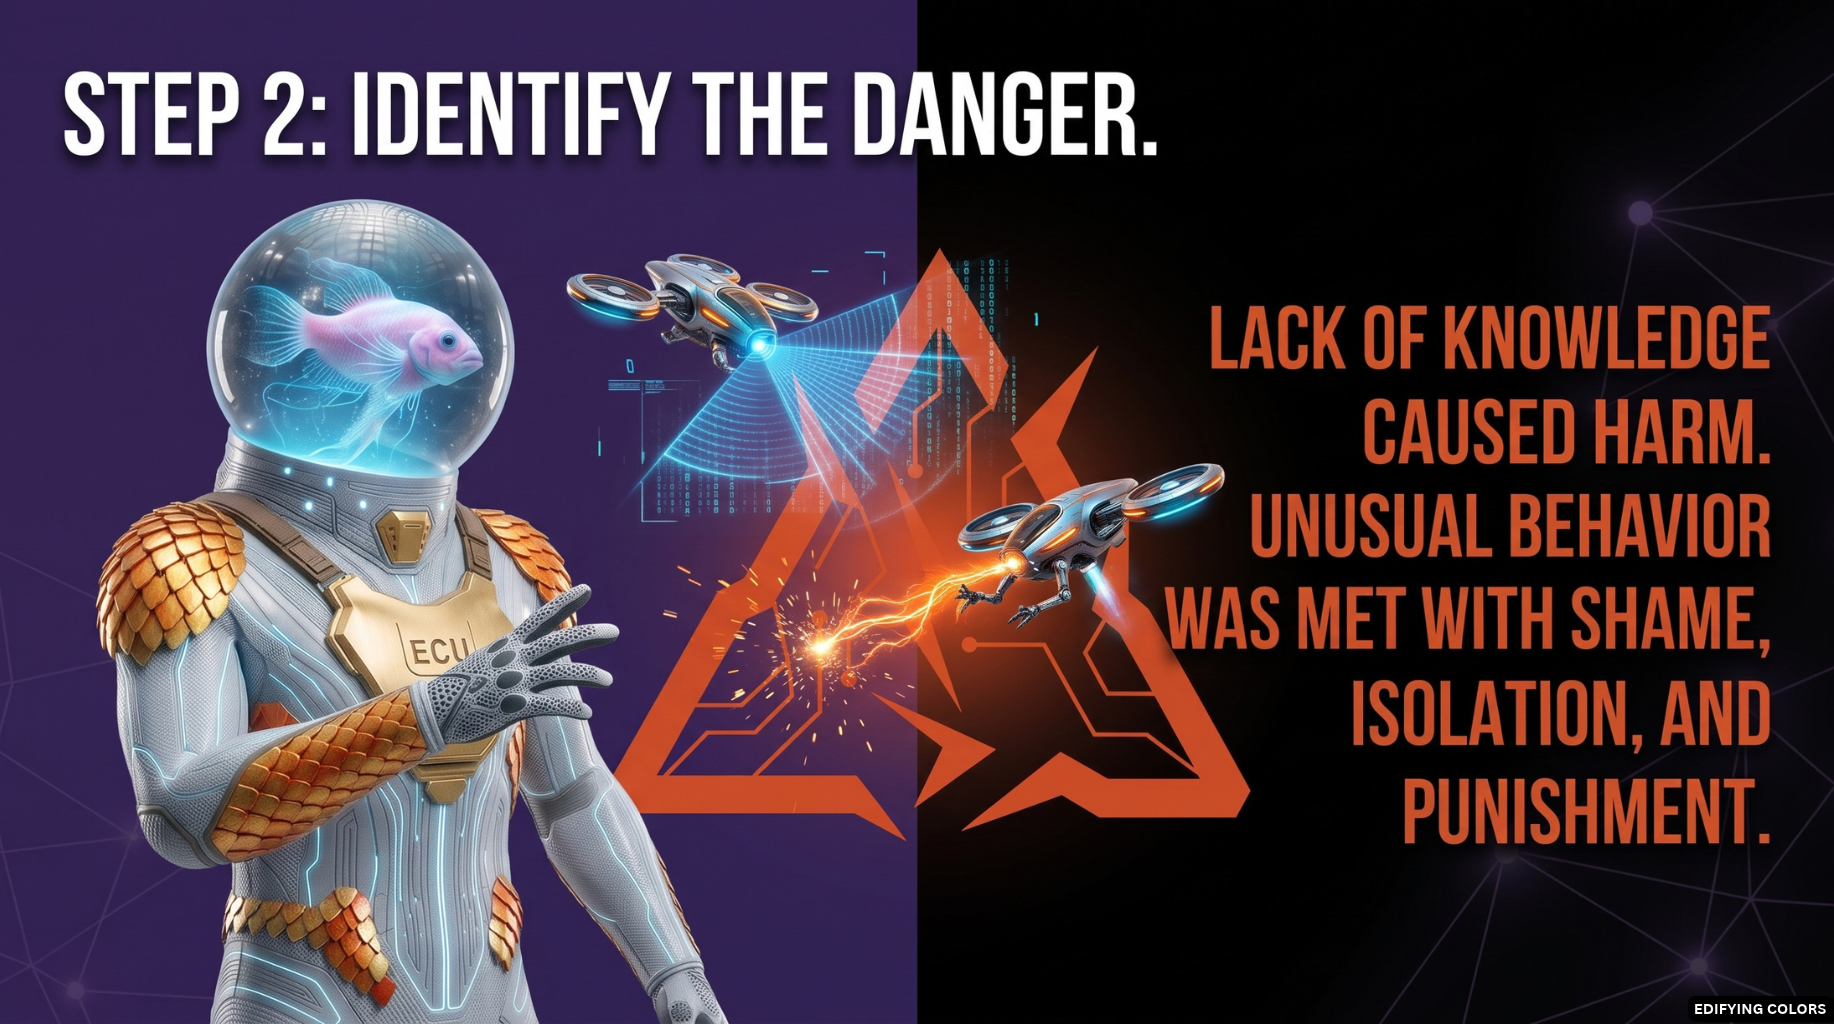 STEP 2: IDENTIFY THE DANGER.
LACK OF KNOWLEDGE
CAUSED HARM.
UNUSUAL BEHAVIOR
WAS MET WITH SHAME,
ISOLATION, AND
PUNISHMENT.
ECU
EDIFYING COLORS